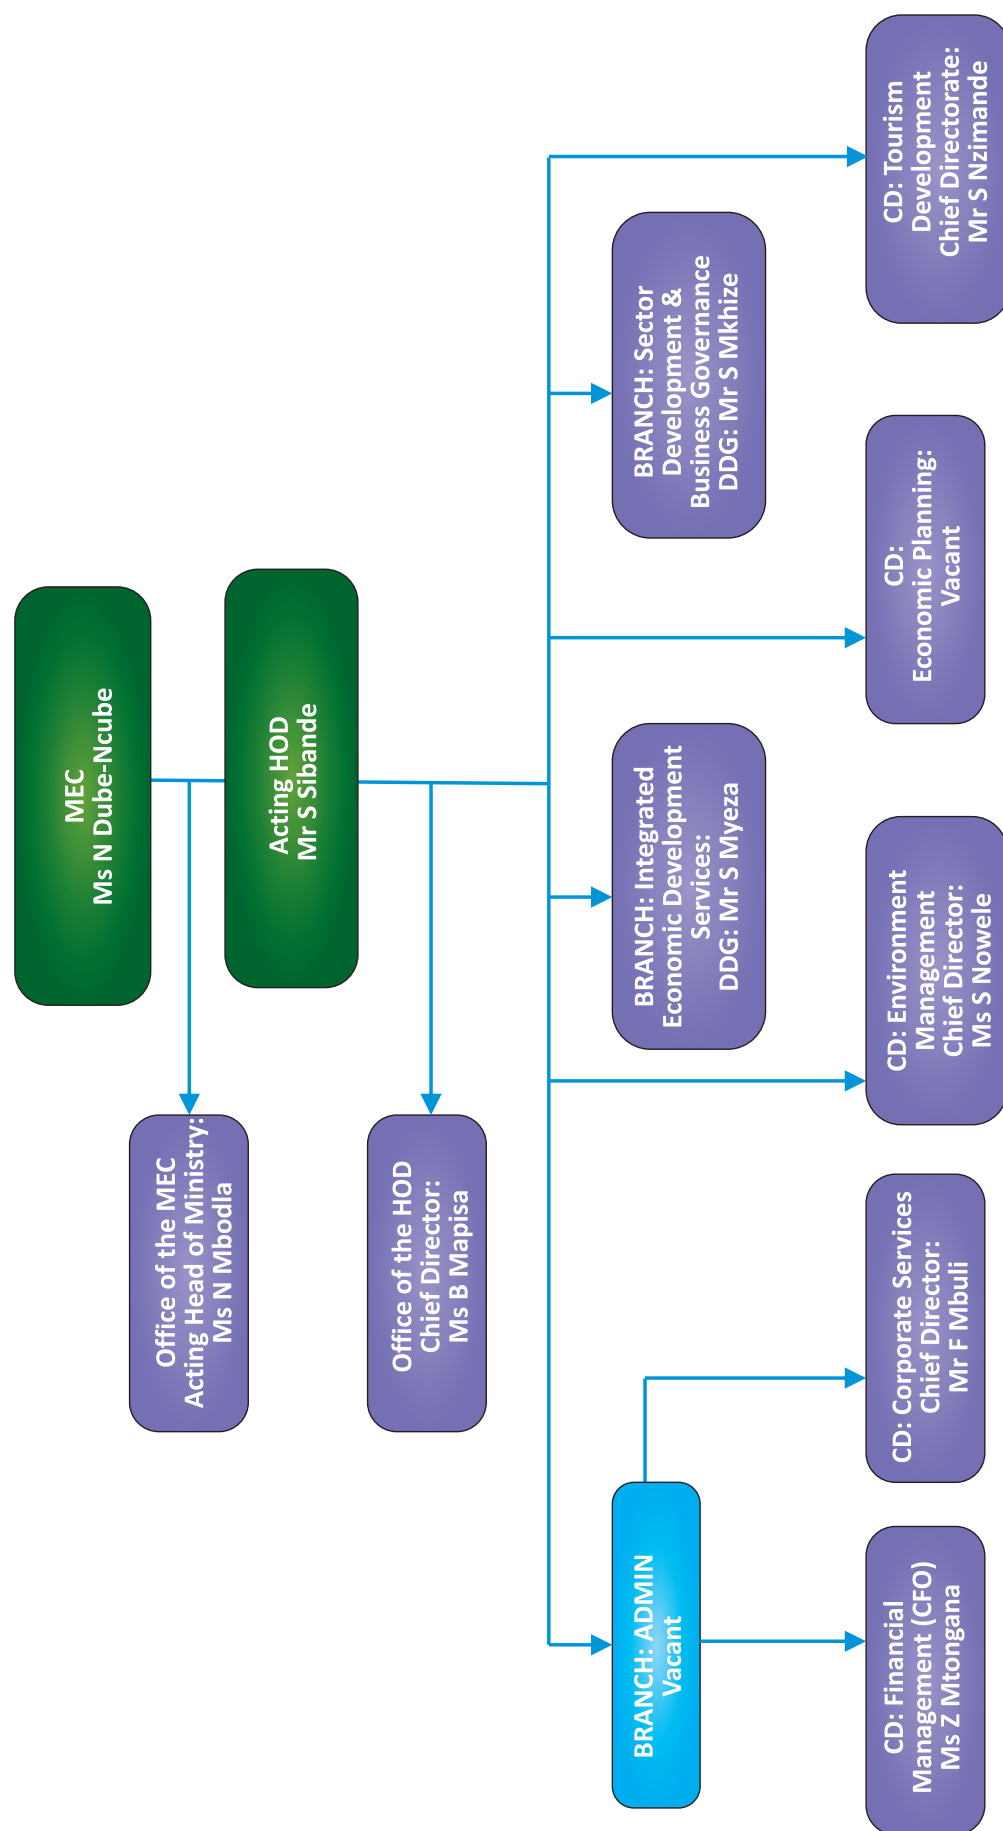 MEC
Ms N Dube-Ncube
Acting HOD
Mr S Sibande
Office of the MEC
Acting Head of Ministry:
Ms N Mbodla
Office of the HOD
Chief Director:
Ms B Mapisa
BRANCH: ADMIN
Vacant
BRANCH: Integrated
Economic Development
Services:
DDG: Mr S Myeza
BRANCH: Sector
Development &
Business Governance
DDG: Mr S Mkhize
CD: Financial
Management (CFO)
Ms Z Mtongana
CD: Corporate Services
Chief Director:
Mr F Mbuli
CD: Environment
Management
Chief Director:
Ms S Nowele
CD:
Economic Planning:
Vacant
CD: Tourism
Development
Chief Directorate:
Mr S Nzimande